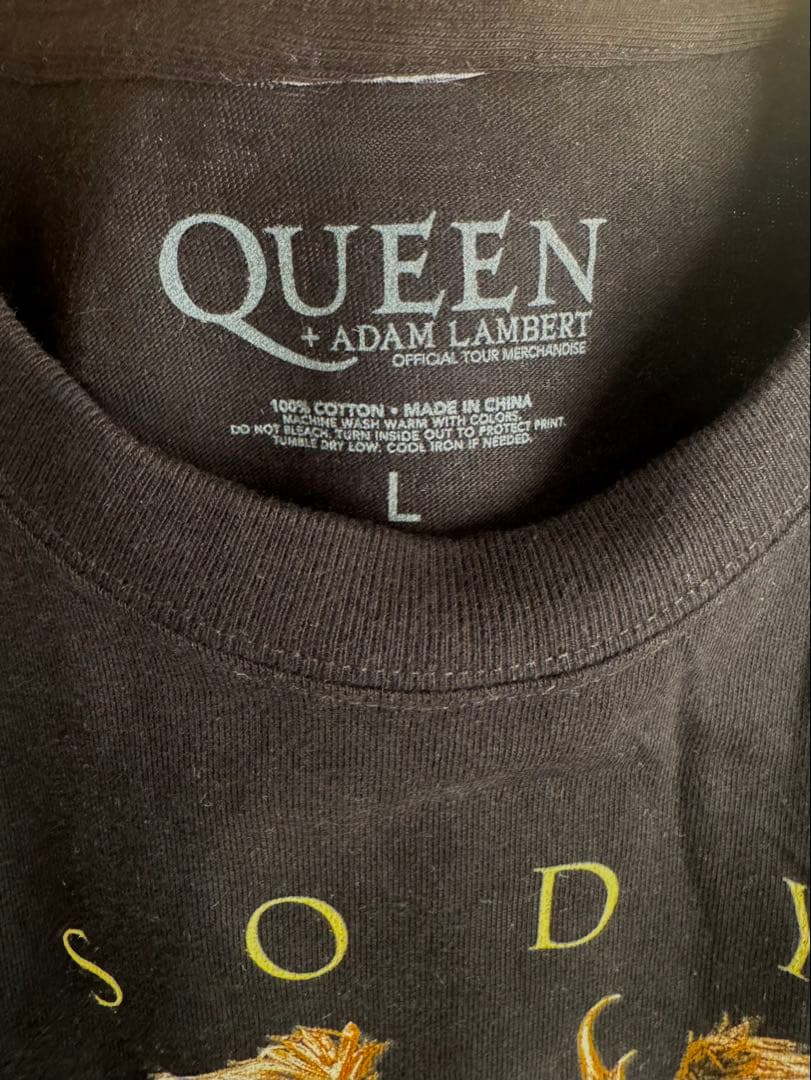 QUEEN
+ ADAM LAMBERT
OFFICIAL TOUR MERCHANDISE
100% COTTON • MADE IN CHINA
MACHINE WASH WARM WITH COLORS.
DO NOT BLEACH. TURN INSIDE OUT TO PROTECT PRINT.
TUMBLE DRY LOW. COOL IRON IF NEEDED.
L
S O D